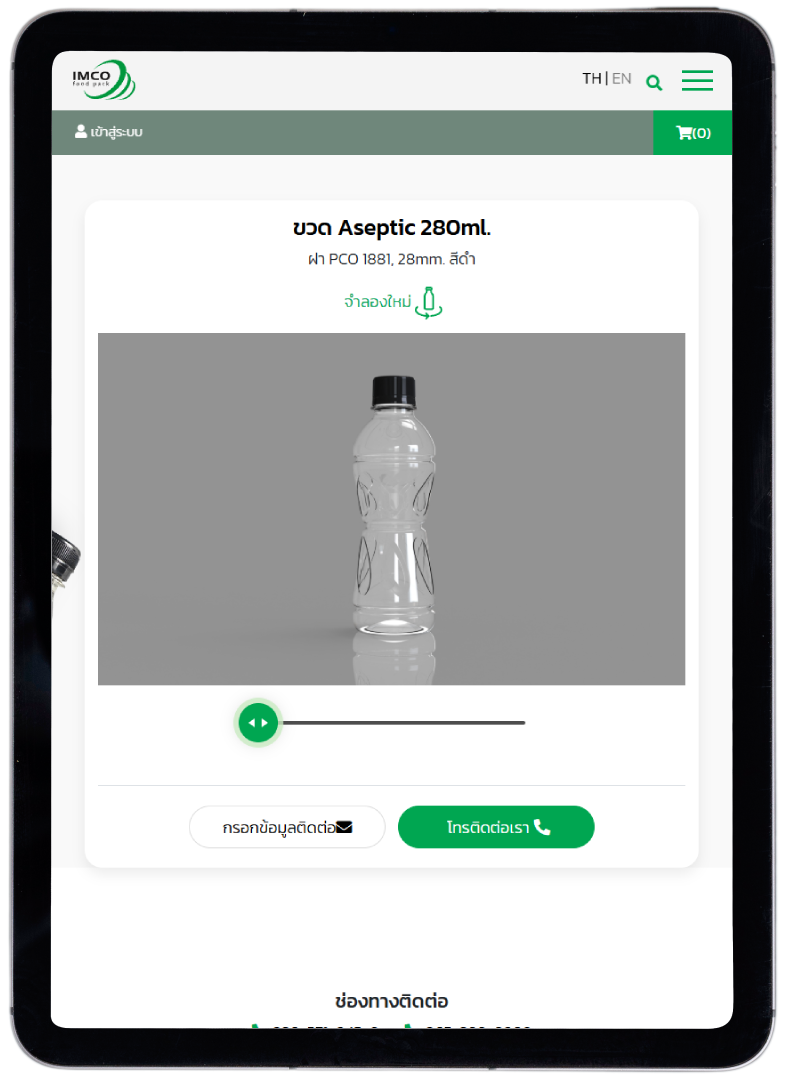 IMCO
food pack
TH | EN
เข้าสู่ระบบ
(0)
ขวด Aseptic 280ml.
ฝา PCO 1881, 28mm. สีดำ
จำลองใหม่
กรอกข้อมูลติดต่อ
โทรติดต่อเรา
ช่องทางติดต่อ